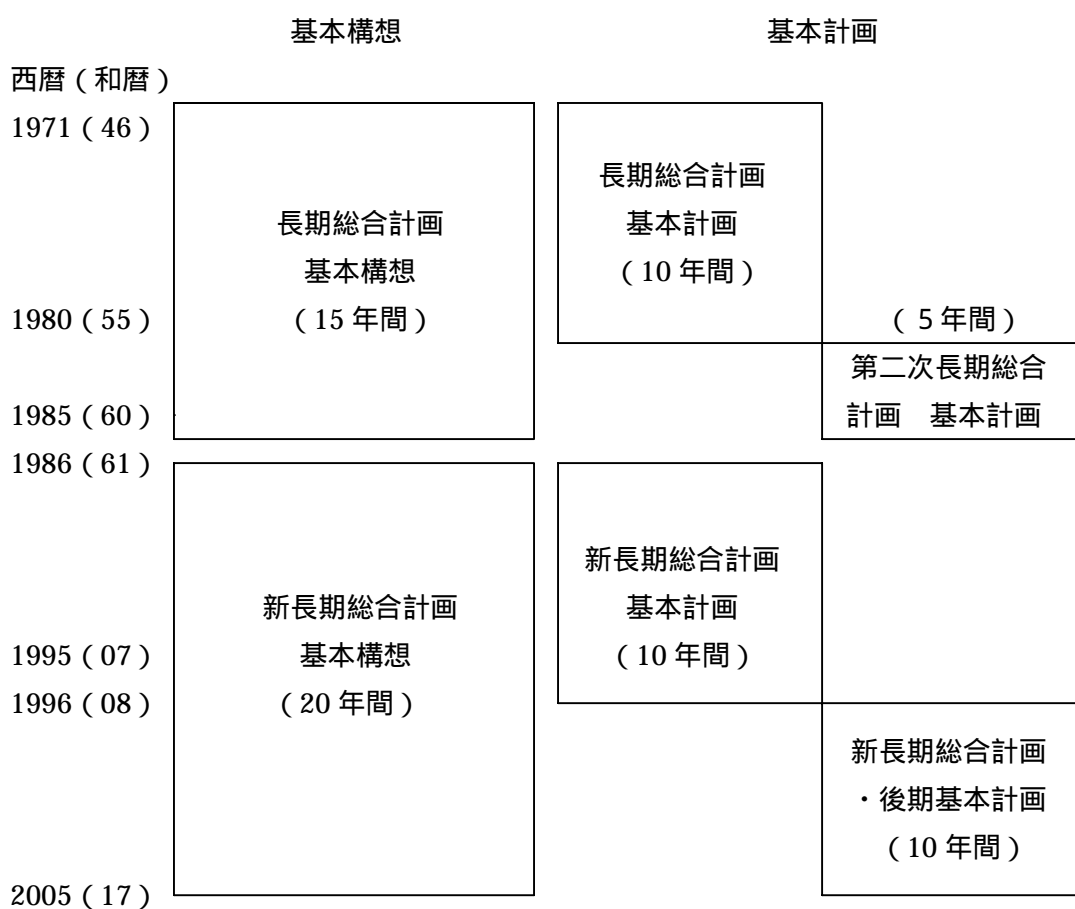 基本構想 基本計画
西暦(和暦)
1971(46)
長期総合計画
基本計画
(10年間)
長期総合計画
基本構想
(15年間)
1980(55)
(5年間)
第二次長期総合
計画 基本計画
1985(60)
1986(61)
新長期総合計画
基本計画
(10年間)
新長期総合計画
基本構想
(20年間)
1995(07)
1996(08)
新長期総合計画
・後期基本計画
(10年間)
2005(17)